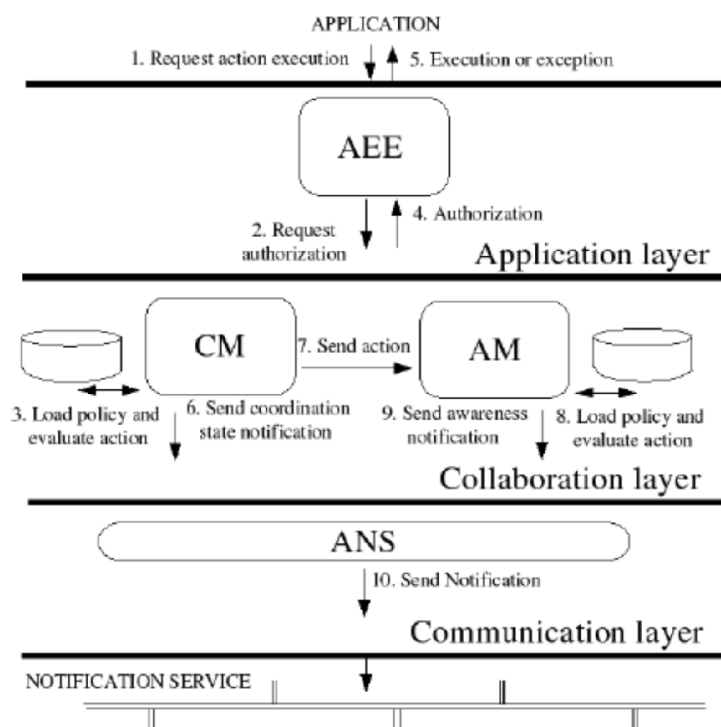 APPLICATION
1. Request action execution
5. Execution or exception
AEE
2. Request
authorization
4. Authorization
Application layer
CM
7. Send action
AM
3. Load policy and
evaluate action
6. Send coordination
state notification
9. Send awareness
notification
8. Load policy and
evaluate action
Collaboration layer
ANS
10. Send Notification
Communication layer
NOTIFICATION SERVICE